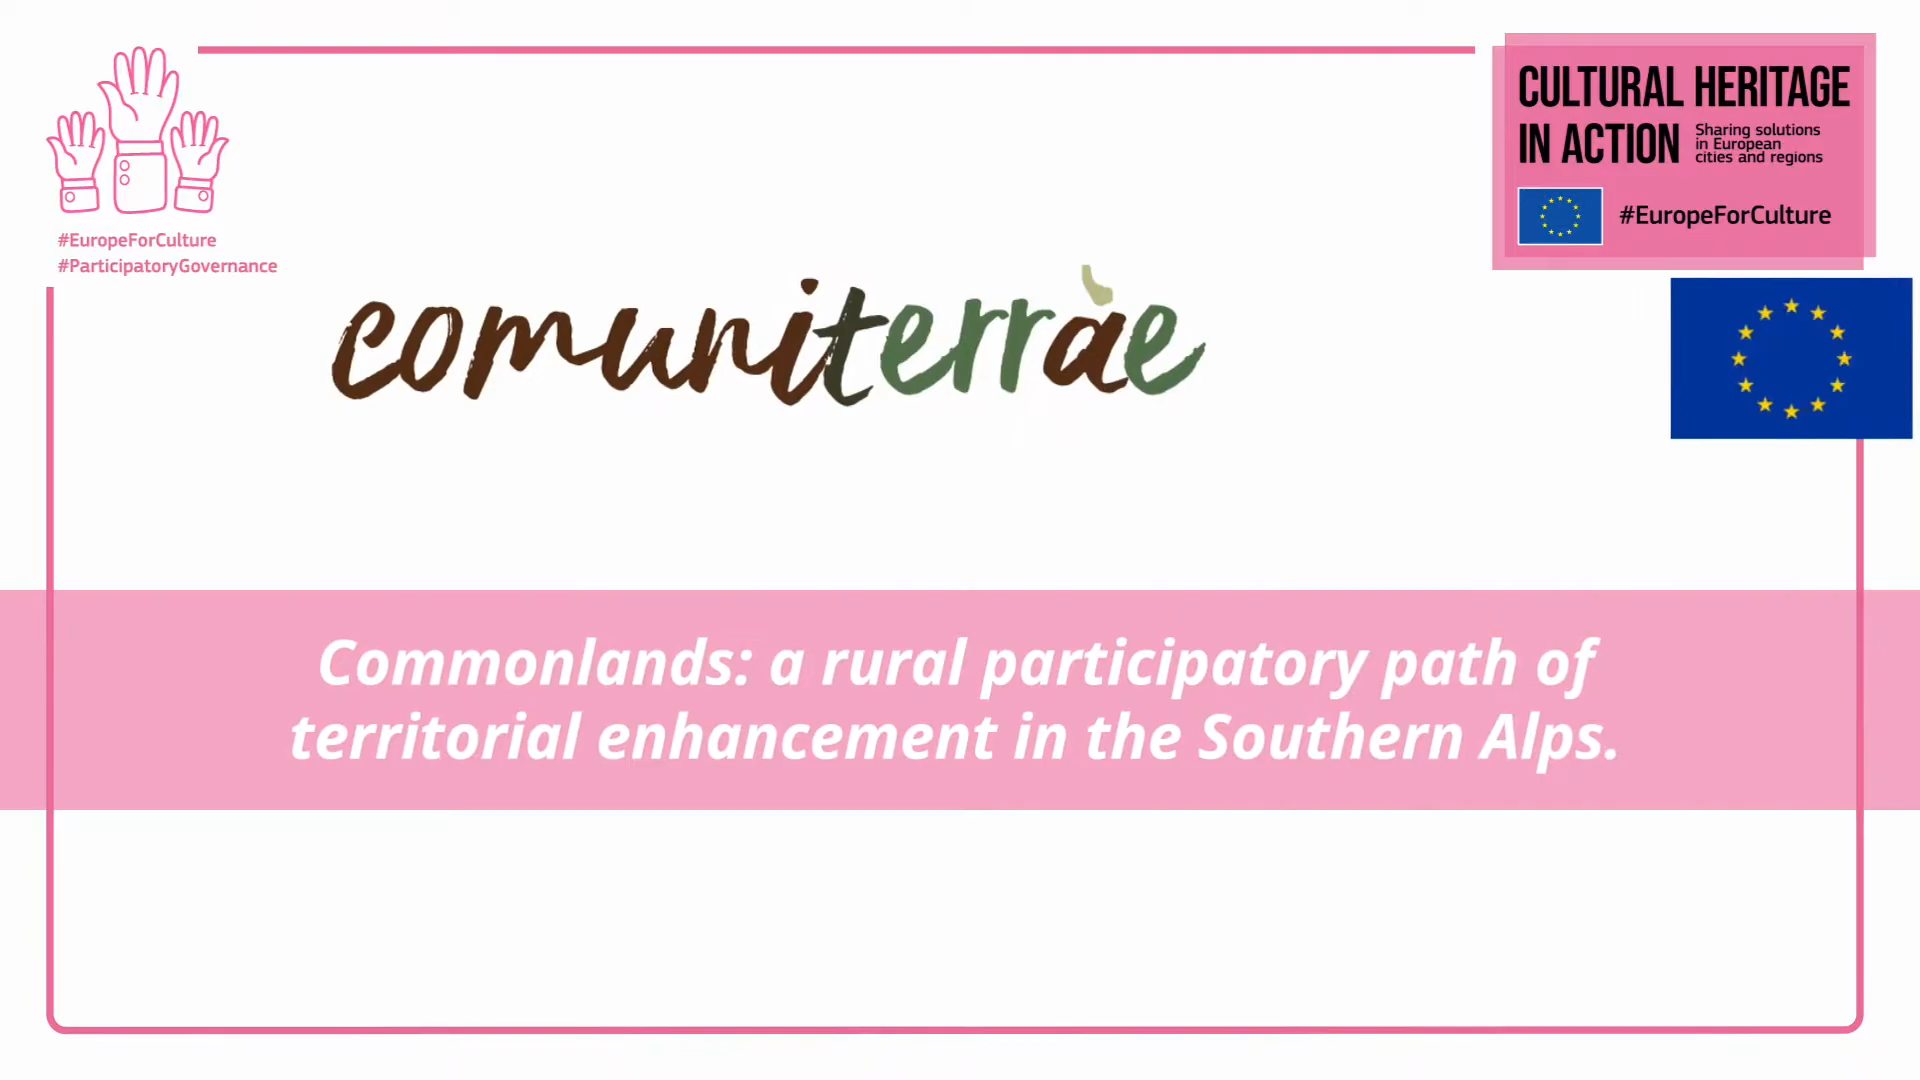 CULTURAL HERITAGE
IN ACTION
Sharing solutions
in European
cities and regions
#EuropeForCulture
#EuropeForCulture
#ParticipatoryGovernance
comuniterràe
Commonlands: a rural participatory path of
territorial enhancement in the Southern Alps.